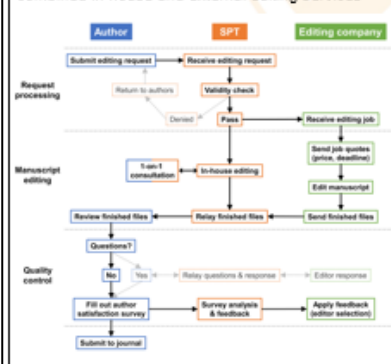 Author
SPT
Editing company
Submit editing request
Receive editing request
Request
processing
Return to authors
Validity check
Denied
Pass
Receive editing job
Send job quotes
(price, deadline)
Manuscript
editing
1-on-1
consultation
In-house editing
Edit manuscript
Review finished files
Relay finished files
Send finished files
Questions?
Quality
control
No
Yes
Relay questions & response
Editor response
Fill out author
satisfaction survey
Survey analysis
& feedback
Apply feedback
(editor selection)
Submit to journal